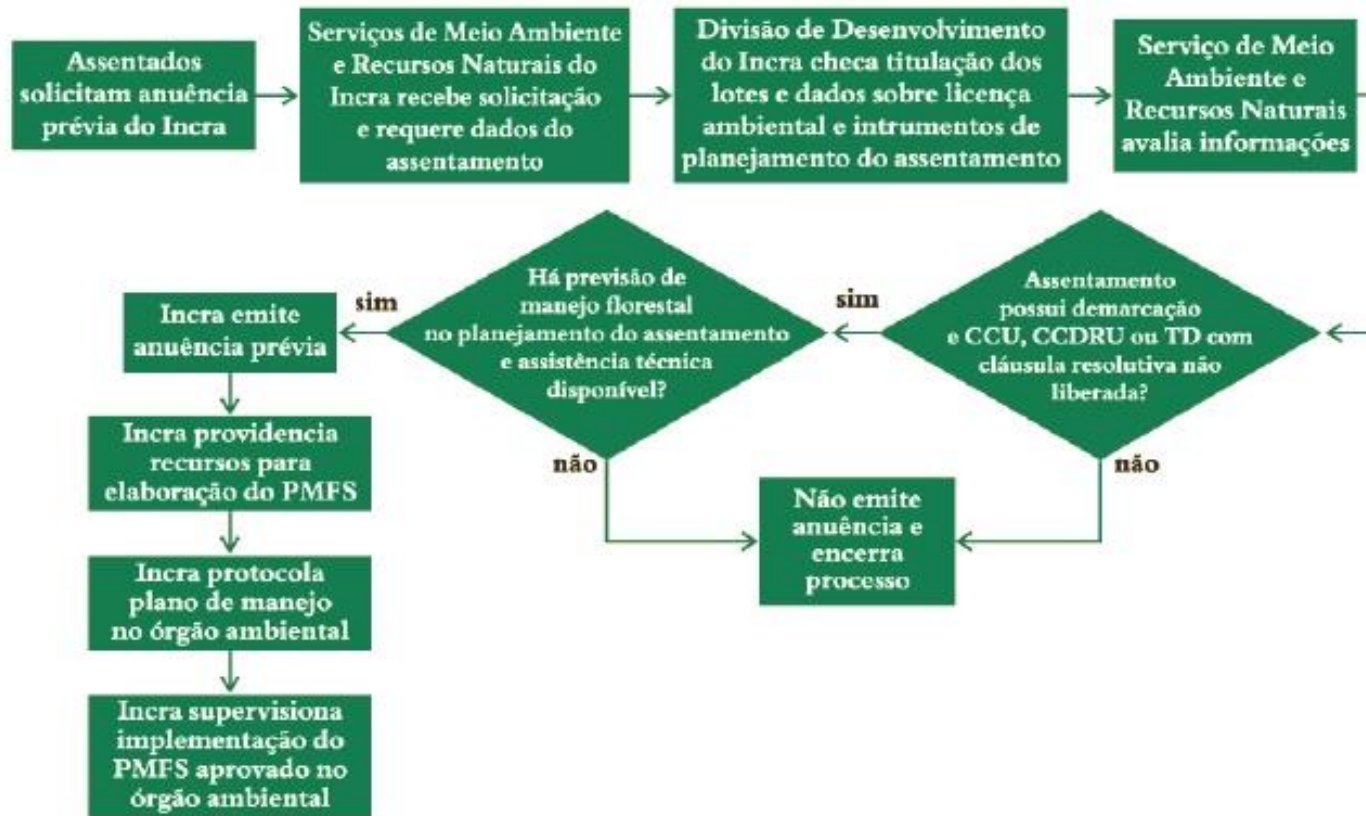 Assentados
solicitam anuência
prévia do Incra
Serviços de Meio Ambiente
e Recursos Naturais do
Incra recebe solicitação
e requere dados do
assentamento
Divisão de Desenvolvimento
do Incra checa titulação dos
lotes e dados sobre licença
ambiental e intrumentos de
planejamento do assentamento
Serviço de Meio
Ambiente e
Recursos Naturais
avalia informações
Assentamento
possui demarcação
e CCU, CCDRU ou TD com
cláusula resolutiva não
liberada?
sim
não
Há previsão de
manejo florestal
no planejamento do assentamento
e assistência técnica
disponível?
sim
não
Não emite
anuência e
encerra
processo
Incra emite
anuência prévia
Incra providencia
recursos para
elaboração do PMFS
Incra protocola
plano de manejo
no órgão ambiental
Incra supervisiona
implementação do
PMFS aprovado no
órgão ambiental